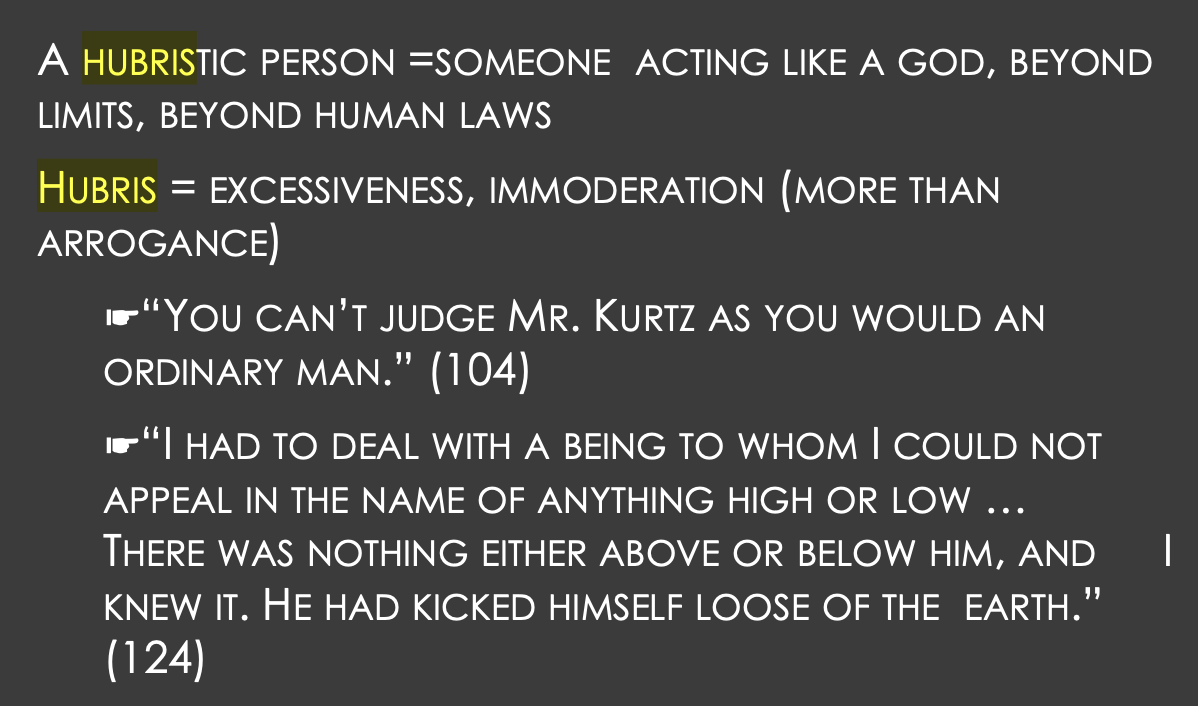 A HUBRISTIC PERSON =SOMEONE ACTING LIKE A GOD, BEYOND
LIMITS, BEYOND HUMAN LAWS
HUBRIS = EXCESSIVENESS, IMMODERATION (MORE THAN
ARROGANCE)
☛“YOU CAN’T JUDGE MR. KURTZ AS YOU WOULD AN
ORDINARY MAN.” (104)
☛“I HAD TO DEAL WITH A BEING TO WHOM I COULD NOT
APPEAL IN THE NAME OF ANYTHING HIGH OR LOW …
THERE WAS NOTHING EITHER ABOVE OR BELOW HIM, AND I
KNEW IT. HE HAD KICKED HIMSELF LOOSE OF THE EARTH.”
(124)